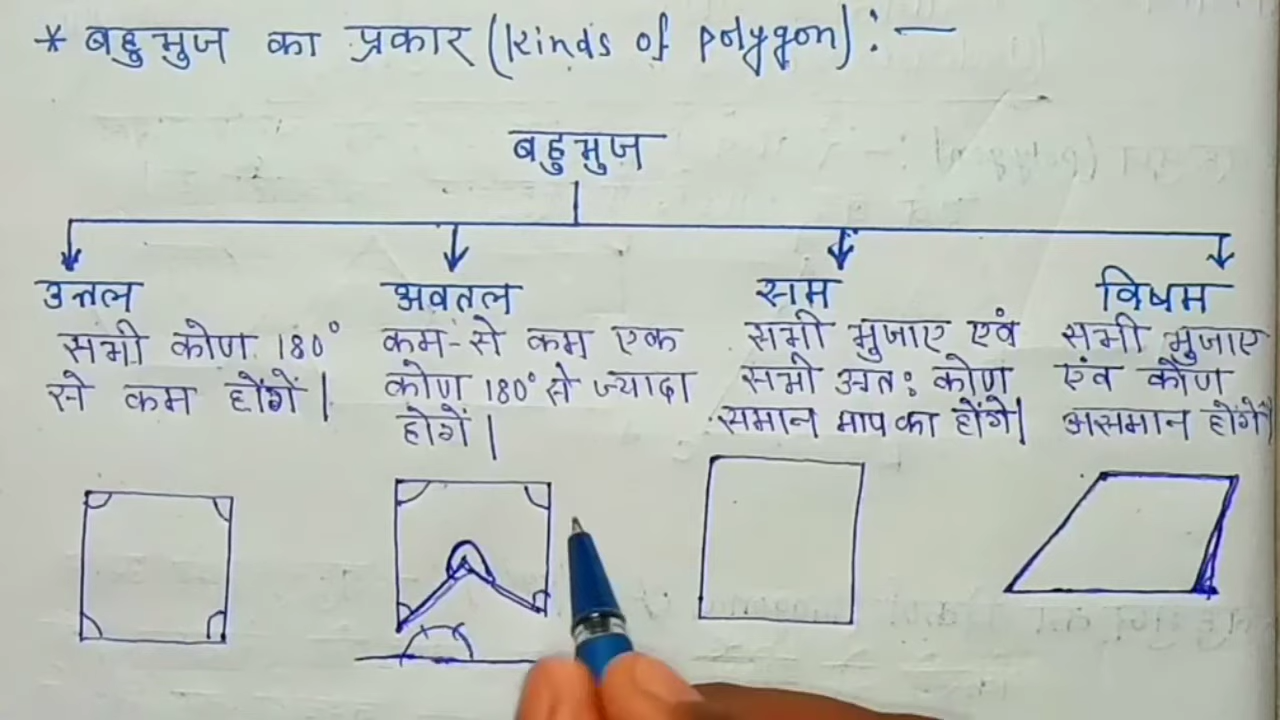 * बहुभुज का प्रकार (kinds of polygon) : —
बहुभुज
उत्तल
सभी कोण 180°
से कम होंगें |
अवतल
कम-से कम एक
कोण 180° से ज्यादा
होगें |
सम
सभी भुजाए एवं
सभी अन्त: कोण
समान माप का होंगे|
विषम
सभी भुजाए
एंव कोण
असमान होंगें|